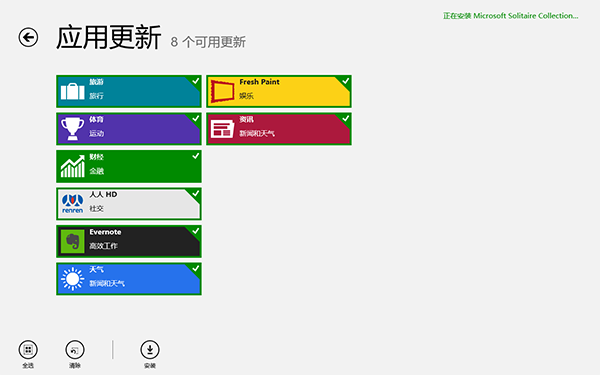 正在安装 Microsoft Solitaire Collection...
应用更新 8 个可用更新
旅游
旅行
Fresh Paint
娱乐
体育
运动
资讯
新闻和天气
财经
金融
人人 HD
社交
renren
Evernote
高效工作
天气
新闻和天气
全选
清除
安装